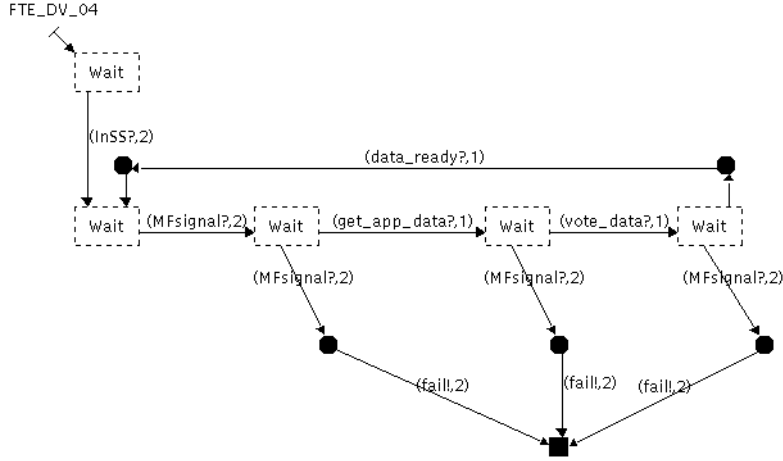 FTE_DV_04
Wait
(InSS?,2)
(data_ready?,1)
Wait
(MFsignal?,2)
Wait
(get_app_data?,1)
Wait
(vote_data?,1)
Wait
(MFsignal?,2)
(MFsignal?,2)
(MFsignal?,2)
(fail!,2)
(fail!,2)
(fail!,2)